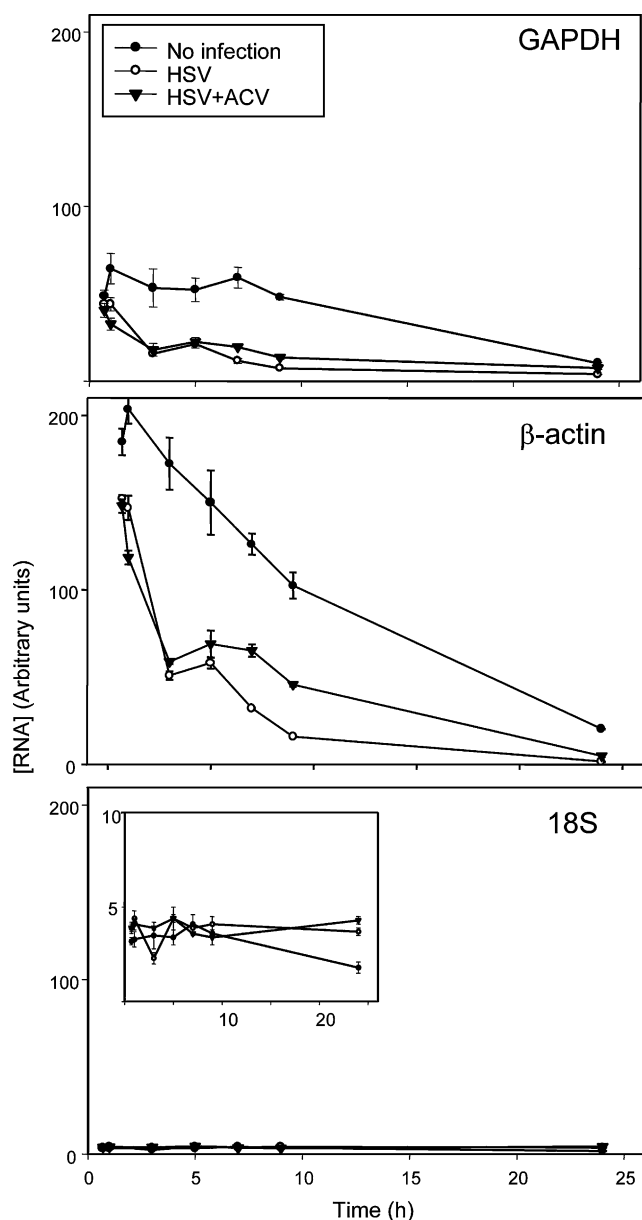 200
GAPDH
No infection
HSV
HSV+ACV
100
200
β-actin
100
0
[RNA] (Arbitrary units)
200
18S
10
5
10
20
100
0
0
5
10
15
20
25
Time (h)